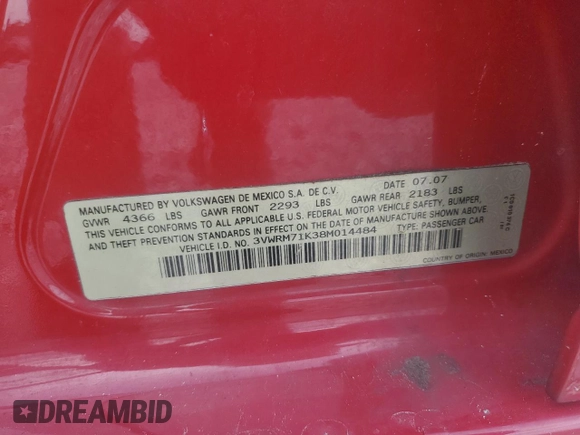 MANUFACTURED BY VOLKSWAGEN DE MEXICO S.A. DE C.V. DATE 07.07
GVWR 4366 LBS GAWR FRONT 2293 LBS GAWR REAR 2183 LBS
THIS VEHICLE CONFORMS TO ALL APPLICABLE U.S. FEDERAL MOTOR VEHICLE SAFETY, BUMPER,
AND THEFT PREVENTION STANDARDS IN EFFECT ON THE DATE OF MANUFACTURE SHOWN ABOVE.
VEHICLE I.D. NO. 3VWRM71K38M014484 TYPE: PASSENGER CAR
COUNTRY OF ORIGIN: MEXICO
DREAMBID